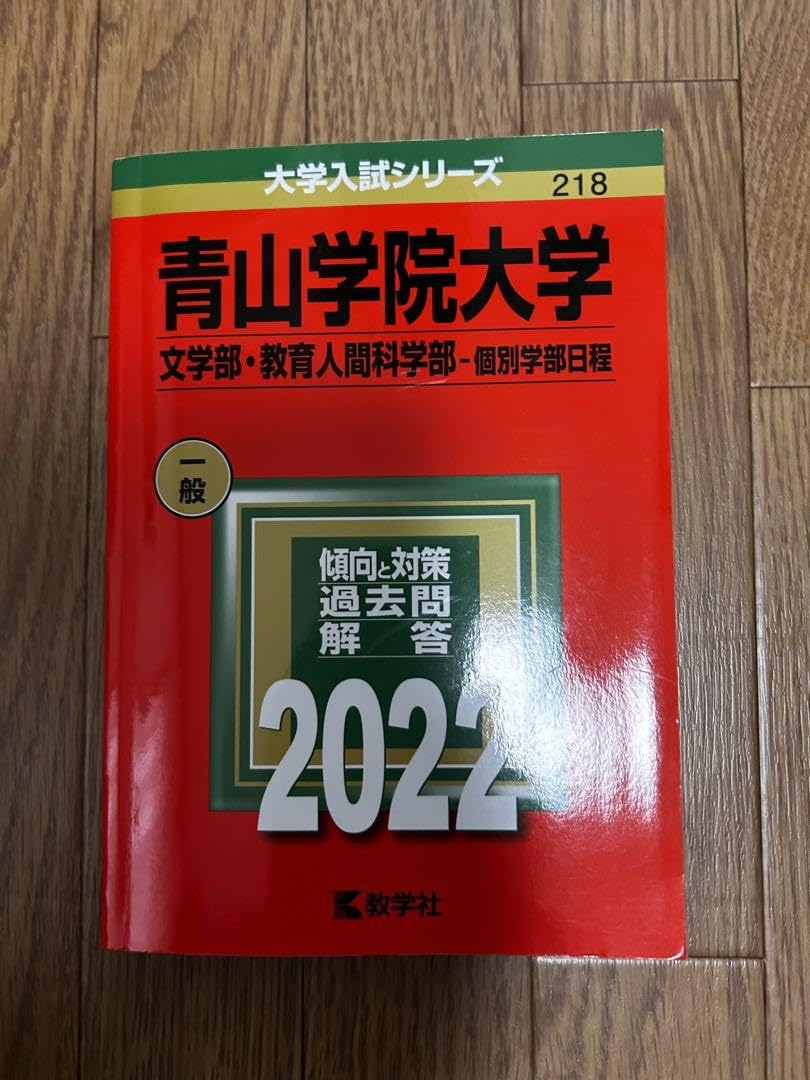 大学入試シリーズ
218
青山学院大学
文学部・教育人間科学部-個別学部日程
一般
傾向と対策
過去問
解答
2022
教学社